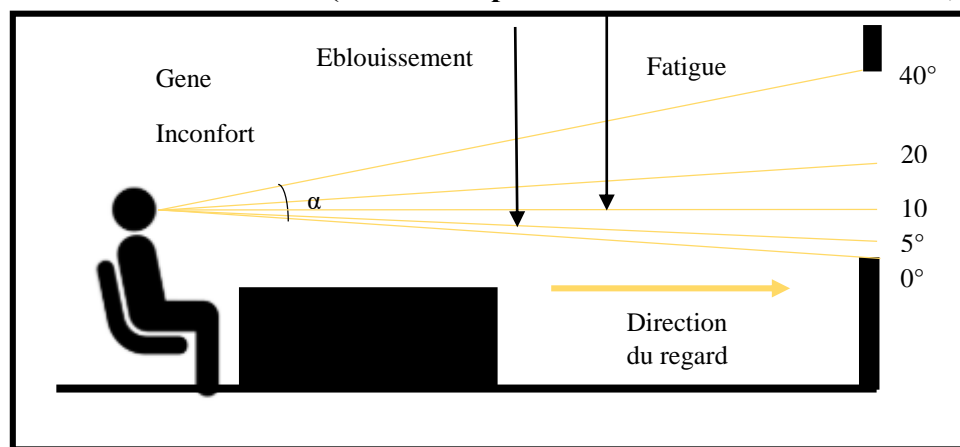 Gene
Inconfort
Eblouissement
Fatigue
α
40°
20
10
5°
0°
Direction
du regard